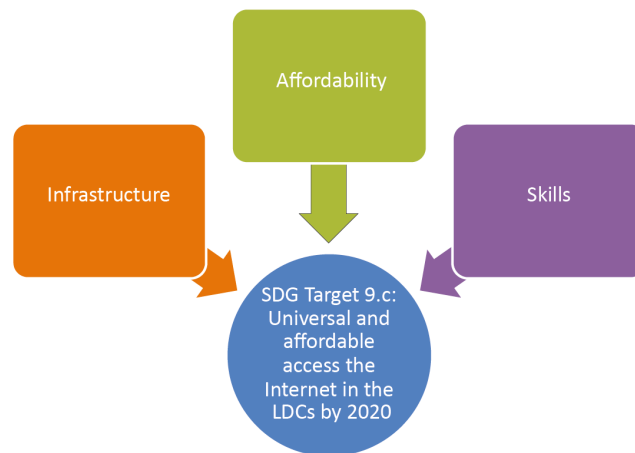 Affordability
Infrastructure
Skills
SDG Target 9.c:
Universal and
affordable
access the
Internet in the
LDCs by 2020